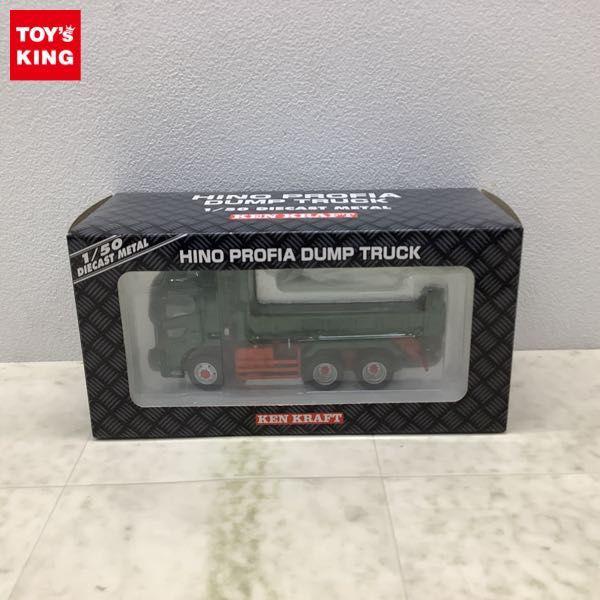 TOY's
KING
HINO PROFIA
DUMP TRUCK
1/50 DIECAST METAL
KEN KRAFT
1/50
DIECAST METAL
HINO PROFIA DUMP TRUCK
KEN KRAFT